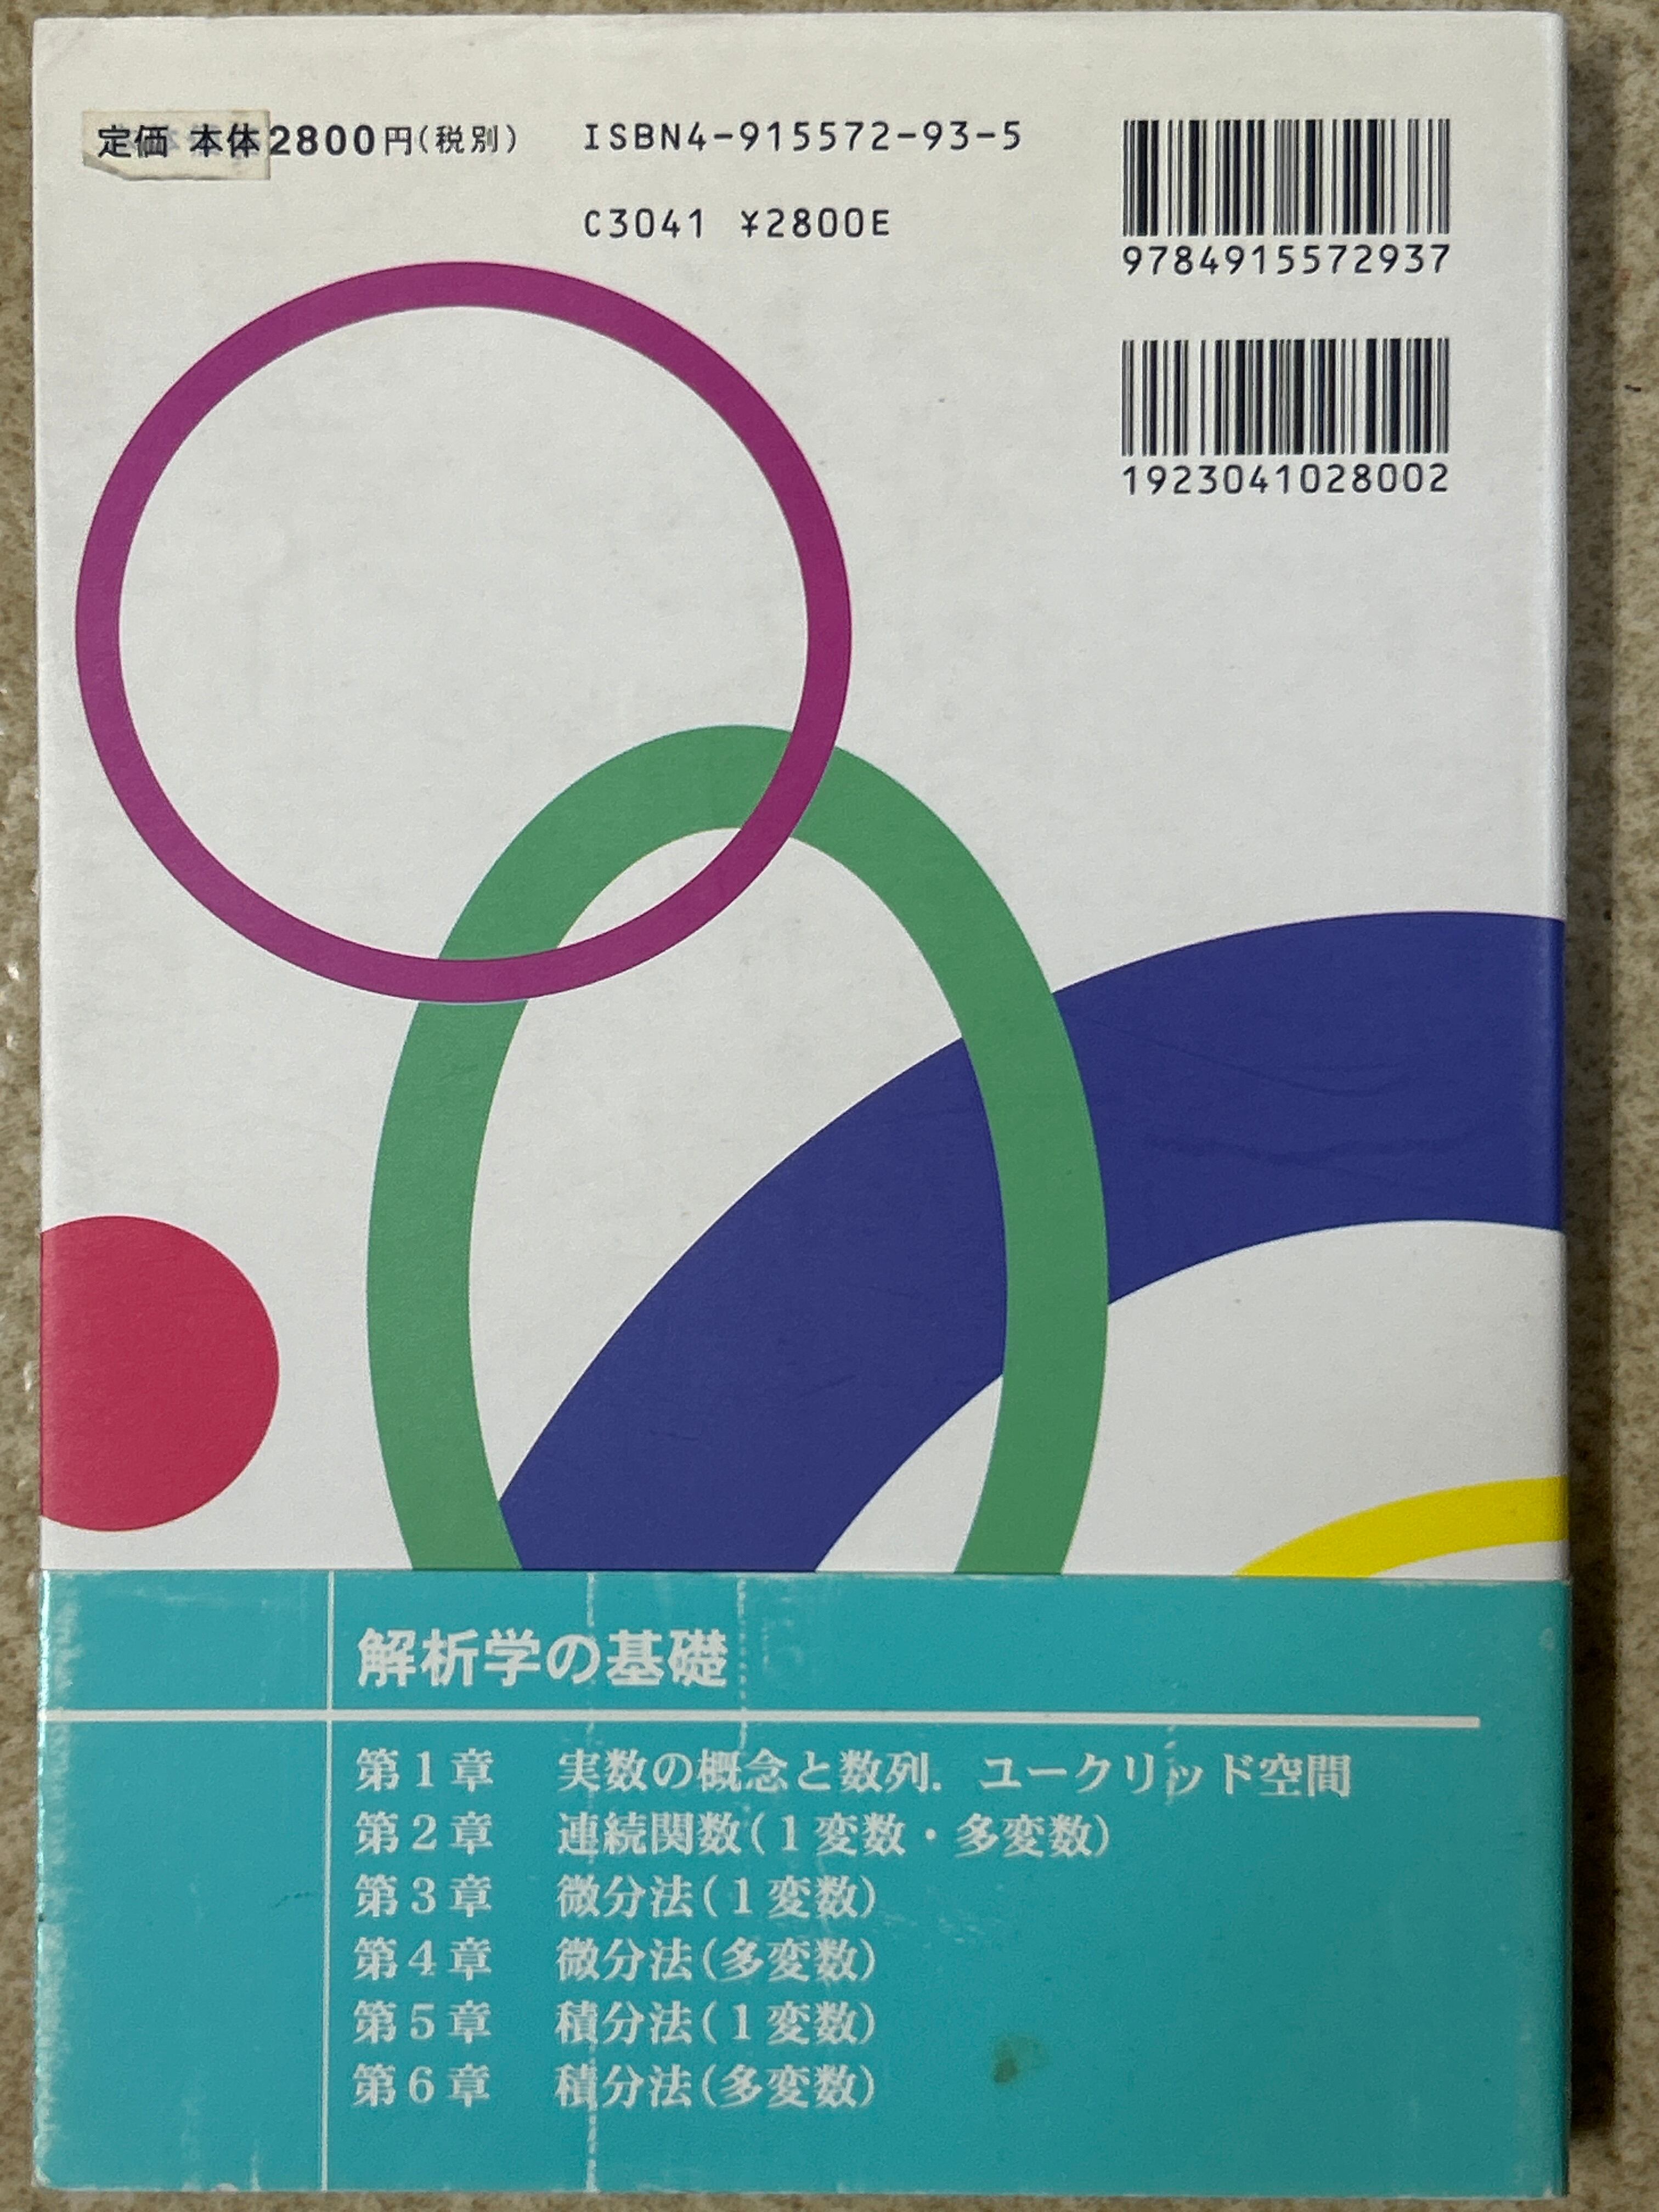 定価 本体2800円(税別)
ISBN4-915572-93-5
C3041 ¥2800E
9784915572937
1923041028002
解析学の基礎
第1章 実数の概念と数列．ユークリッド空間
第2章 連続関数(1変数・多変数)
第3章 微分法(1変数)
第4章 微分法(多変数)
第5章 積分法(1変数)
第6章 積分法(多変数)